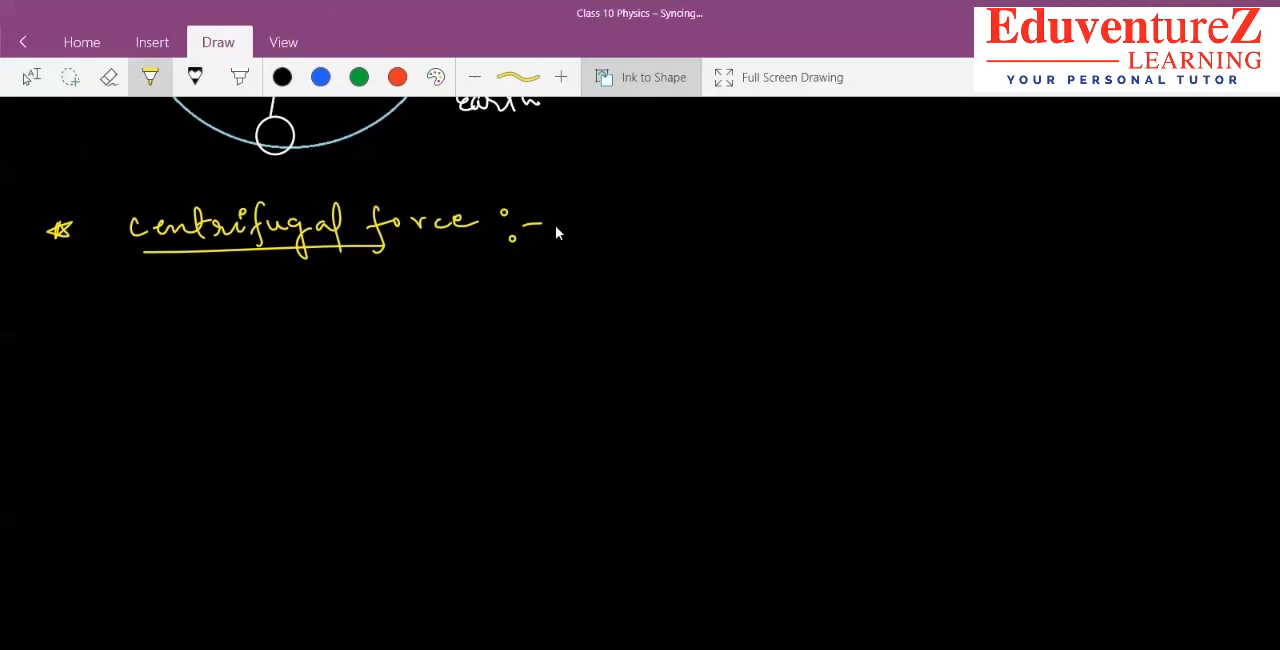 Class 10 Physics – Syncing...
Home Insert Draw View
EduventureZ
LEARNING
YOUR PERSONAL TUTOR
Ink to Shape Full Screen Drawing
earth
centrifugal force :-